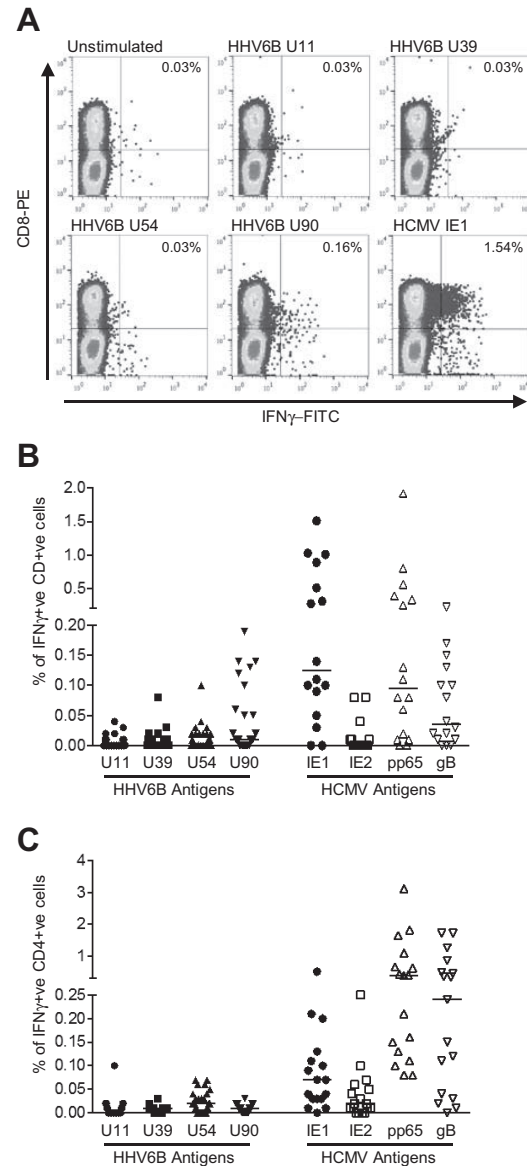 A
Unstimulated HHV6B U11 HHV6B U39
0.03% 0.03% 0.03%
CD8-PE
HHV6B U54 HHV6B U90 HCMV IE1
0.03% 0.16% 1.54%
IFNγ–FITC
B
% of IFNγ+ve CD+ve cells
2.0
1.5
1.0
0.5
0.20
0.15
0.10
0.05
0.00
U11 U39 U54 U90 IE1 IE2 pp65 gB
HHV6B Antigens HCMV Antigens
C
% of IFNγ+ve CD4+ve cells
4
3
2
1
0.25
0.20
0.15
0.10
0.05
0.00
U11 U39 U54 U90 IE1 IE2 pp65 gB
HHV6B Antigens HCMV Antigens